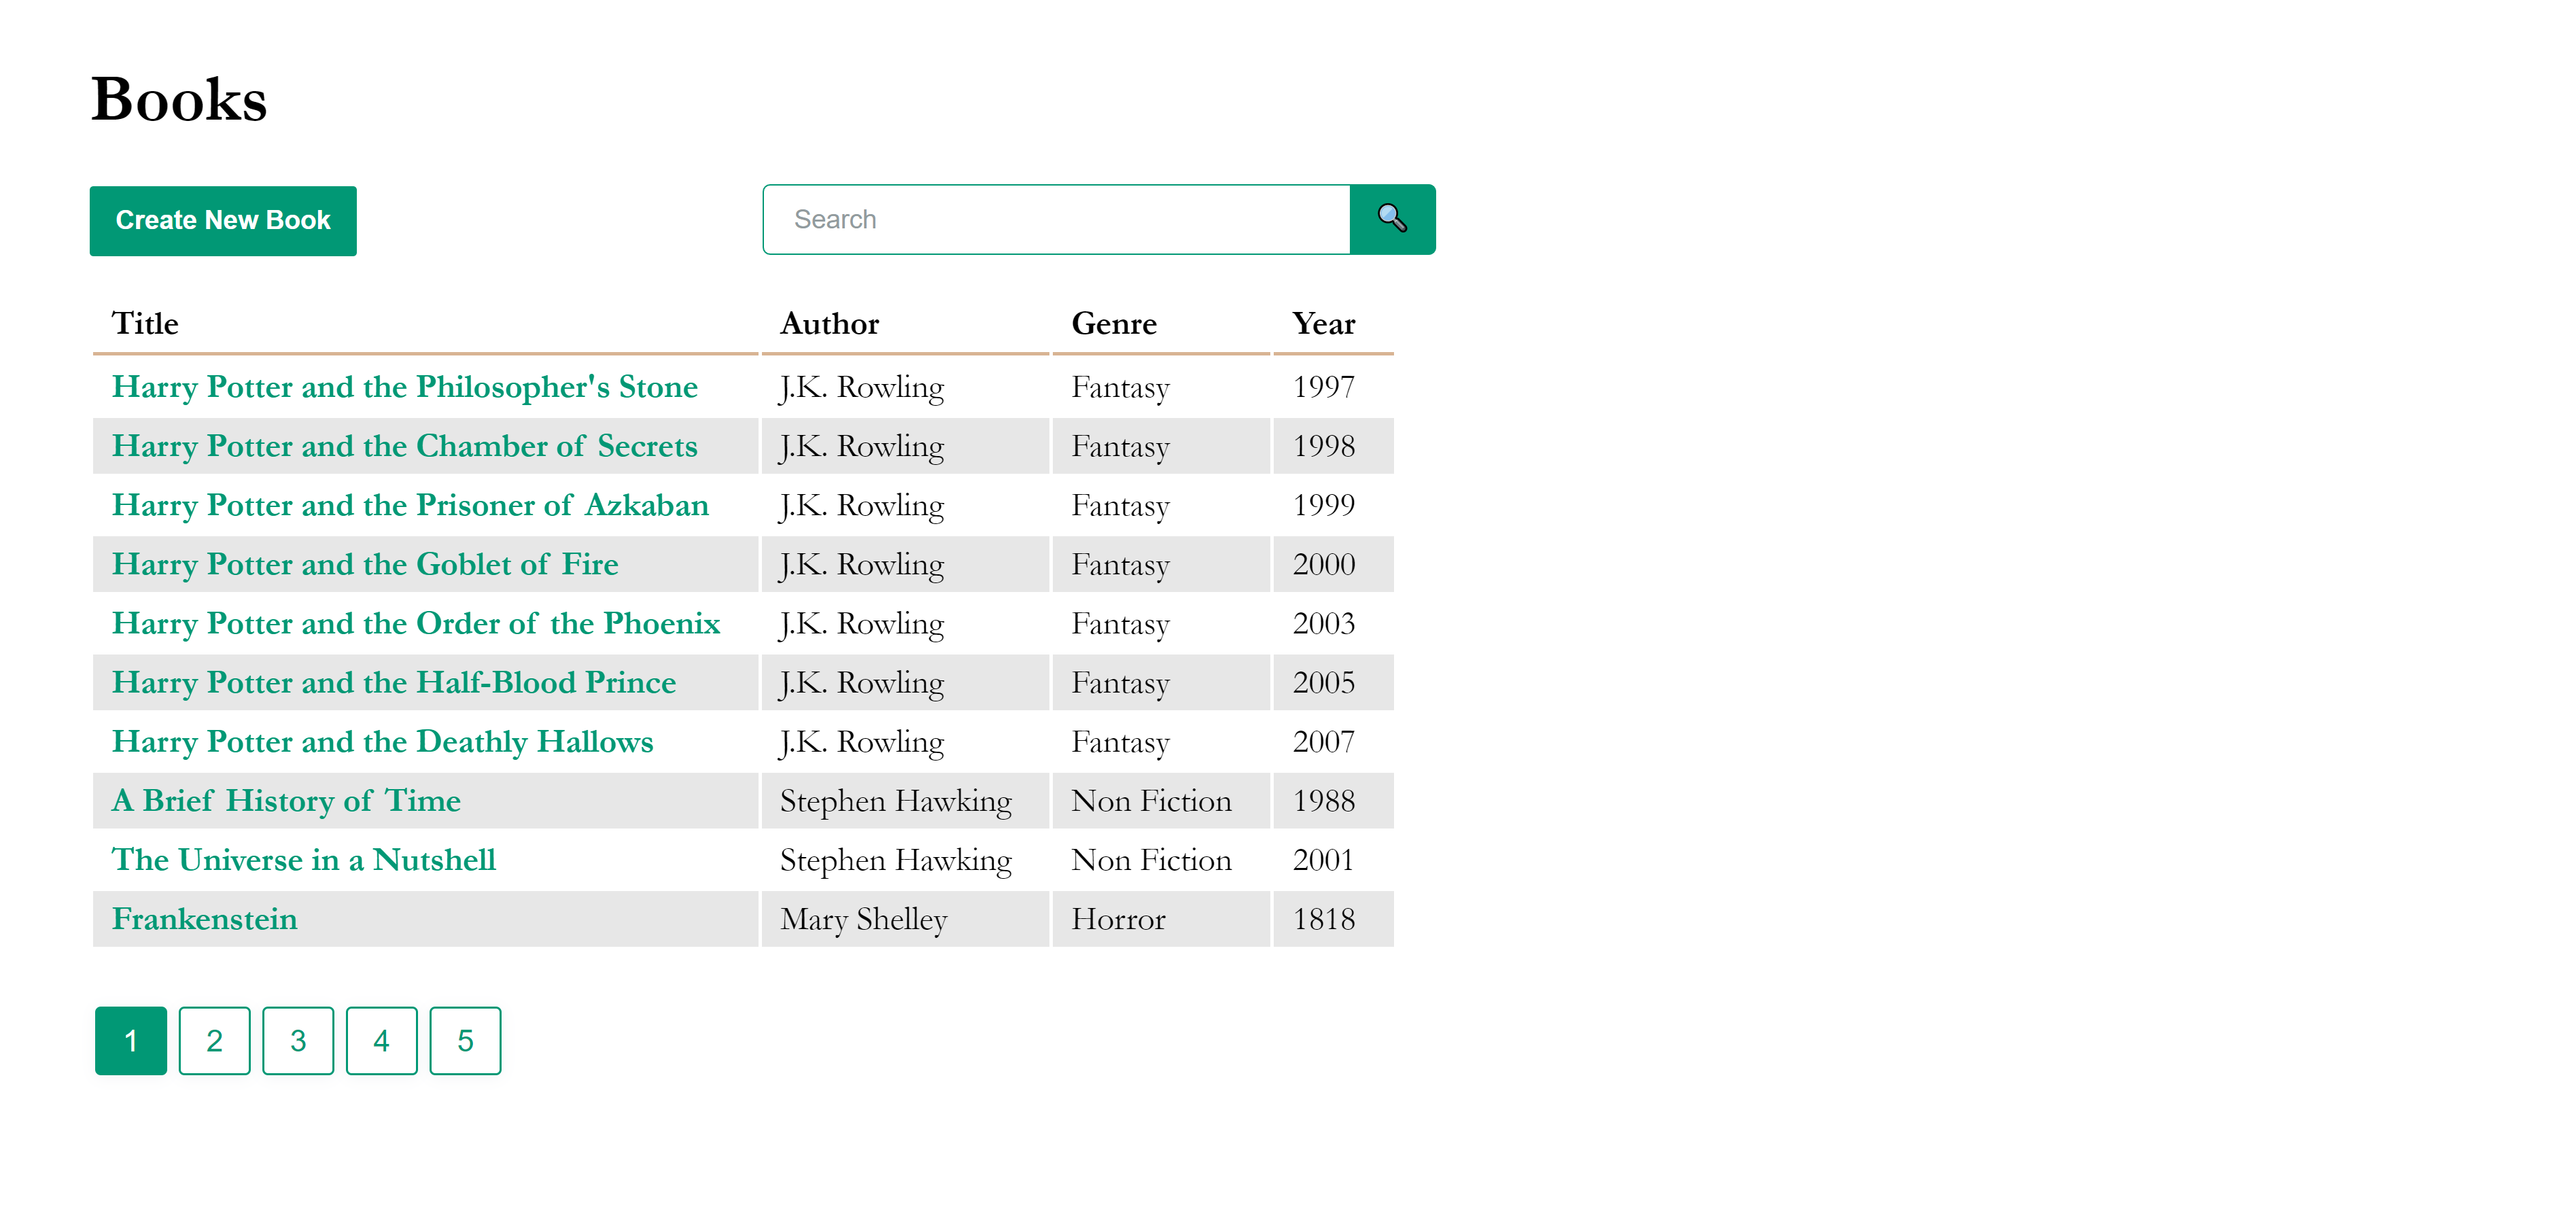 Books
Create New Book
Search
Title Author Genre Year
Harry Potter and the Philosopher's Stone J.K. Rowling Fantasy 1997
Harry Potter and the Chamber of Secrets J.K. Rowling Fantasy 1998
Harry Potter and the Prisoner of Azkaban J.K. Rowling Fantasy 1999
Harry Potter and the Goblet of Fire J.K. Rowling Fantasy 2000
Harry Potter and the Order of the Phoenix J.K. Rowling Fantasy 2003
Harry Potter and the Half-Blood Prince J.K. Rowling Fantasy 2005
Harry Potter and the Deathly Hallows J.K. Rowling Fantasy 2007
A Brief History of Time Stephen Hawking Non Fiction 1988
The Universe in a Nutshell Stephen Hawking Non Fiction 2001
Frankenstein Mary Shelley Horror 1818
1 2 3 4 5